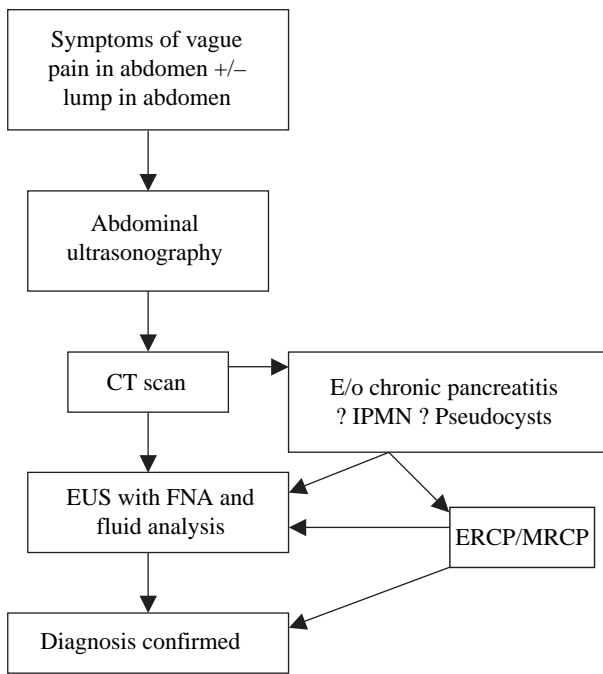 Symptoms of vague
pain in abdomen +/–
lump in abdomen
Abdominal
ultrasonography
CT scan
E/o chronic pancreatitis
? IPMN ? Pseudocysts
EUS with FNA and
fluid analysis
ERCP/MRCP
Diagnosis confirmed